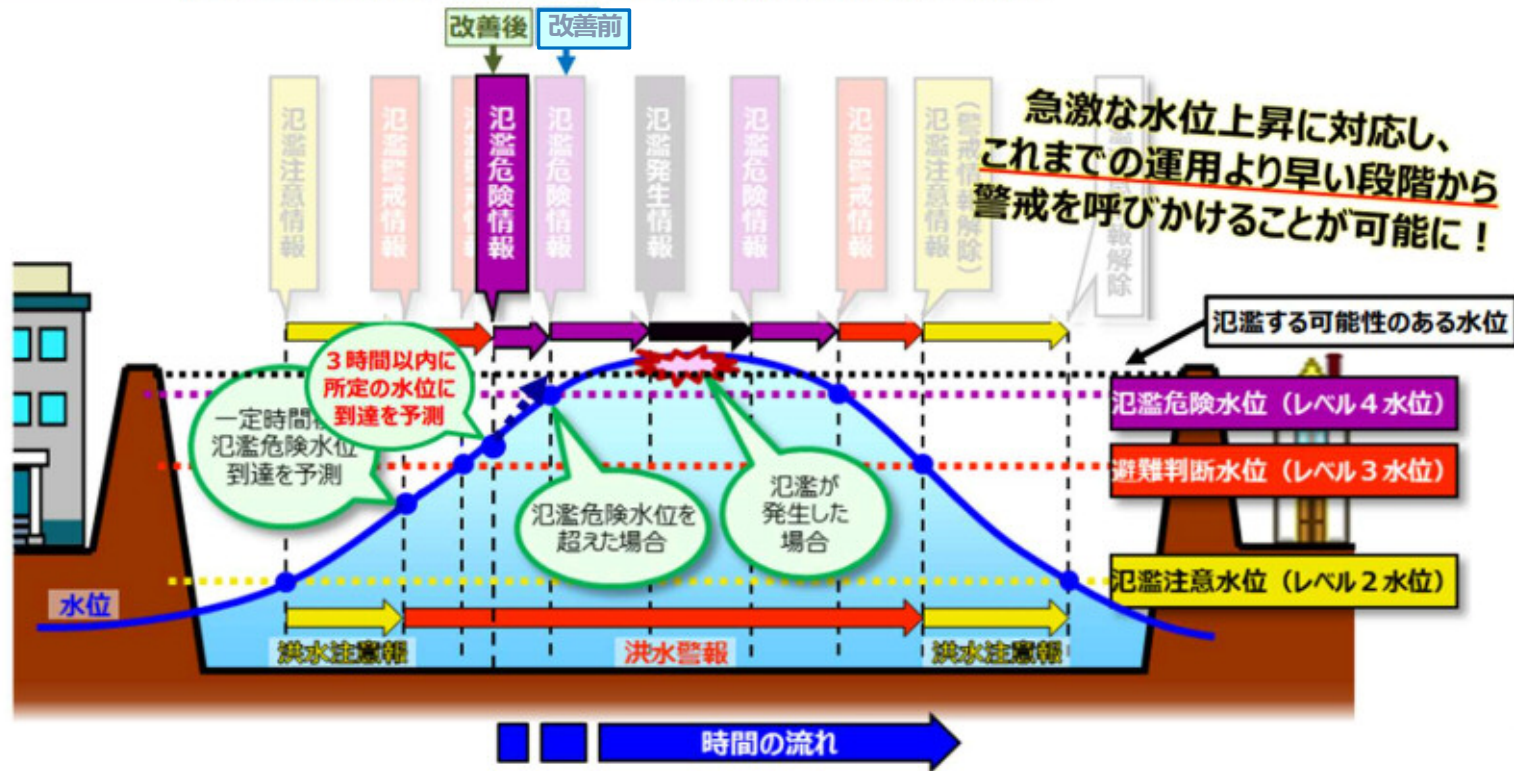 改善後
改善前
氾濫注意情報
氾濫警戒情報
氾濫危険情報
氾濫危険情報
氾濫発生情報
氾濫危険情報
氾濫警戒情報
氾濫注意情報
(警戒情報解除)
報解除
急激な水位上昇に対応し、
これまでの運用より早い段階から
警戒を呼びかけることが可能に！
氾濫する可能性のある水位
3時間以内に
所定の水位に
到達を予測
一定時間
氾濫危険水位
到達を予測
氾濫危険水位を
超えた場合
氾濫が
発生した
場合
氾濫危険水位（レベル４水位）
避難判断水位（レベル３水位）
氾濫注意水位（レベル２水位）
水位
洪水注意報
洪水警報
洪水注意報
時間の流れ